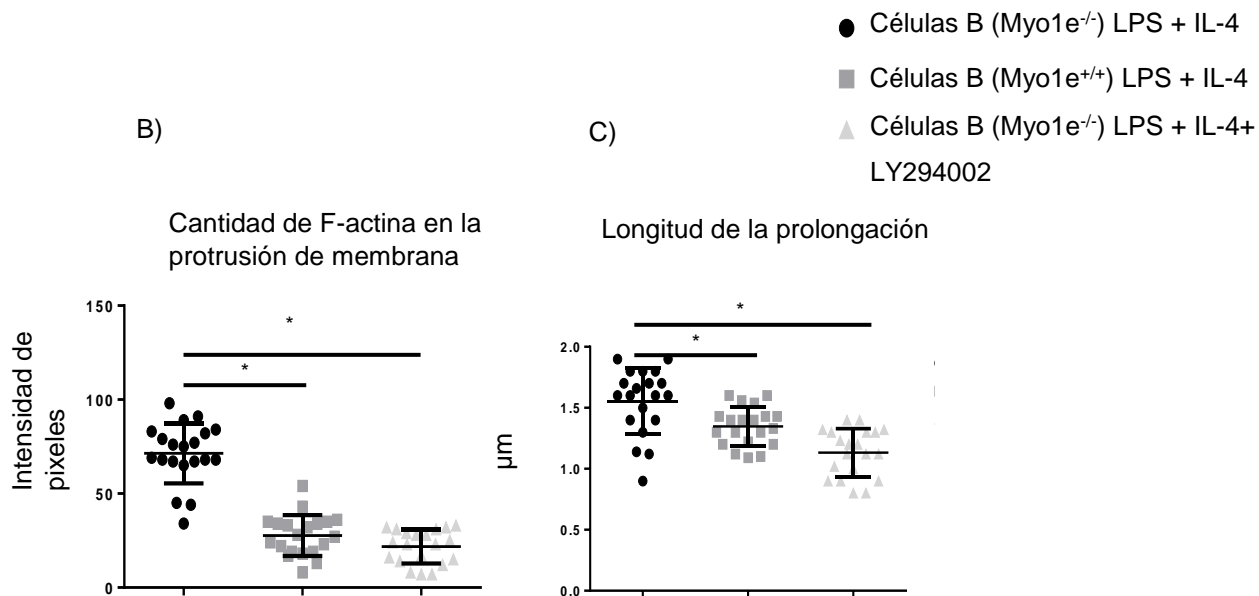 Células B (Myo1e-/-) LPS + IL-4
Células B (Myo1e+/+) LPS + IL-4
Células B (Myo1e-/-) LPS + IL-4+
LY294002
B)
Cantidad de F-actina en la
protrusión de membrana
Intensidad de
pixeles
150
100
50
0
*
*
C)
Longitud de la prolongación
µm
2.0
1.5
1.0
0.5
0.0
*
*